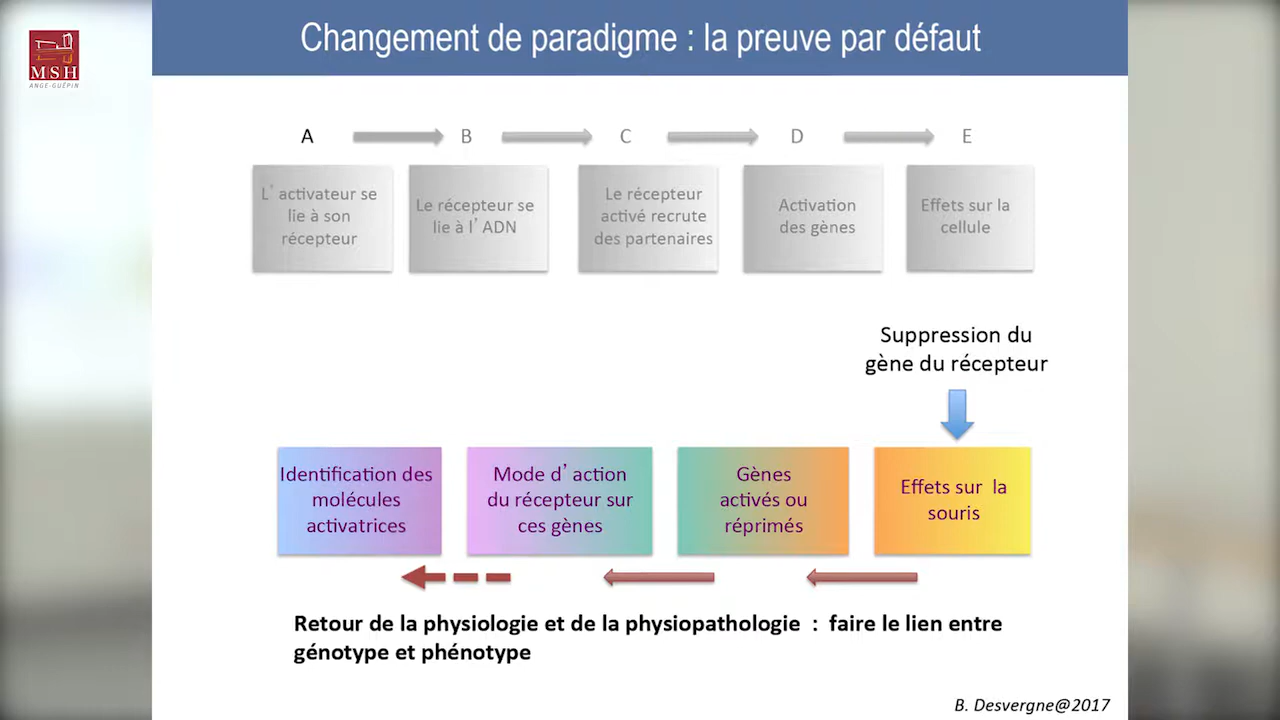 Changement de paradigme : la preuve par défaut
MSH
ANGE-GUÉPIN
A
B
C
D
E
L’activateur se
lie à son
récepteur
Le récepteur se
lie à l’ADN
Le récepteur
activé recrute
des partenaires
Activation
des gènes
Effets sur la
cellule
Suppression du
gène du récepteur
Identification des
molécules
activatrices
Mode d’action
du récepteur sur
ces gènes
Gènes
activés ou
réprimés
Effets sur la
souris
Retour de la physiologie et de la physiopathologie : faire le lien entre
génotype et phénotype
B. Desvergne@2017